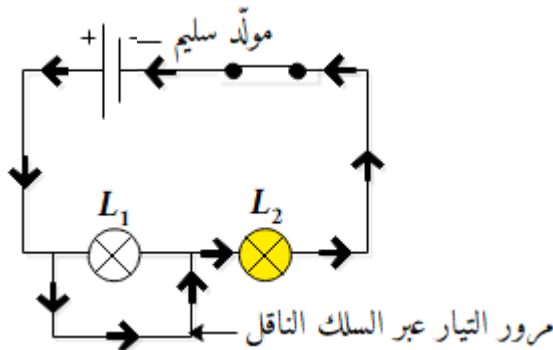 مولّد سليم
+ -
L1 L2
مرور التيار عبر السلك الناقل